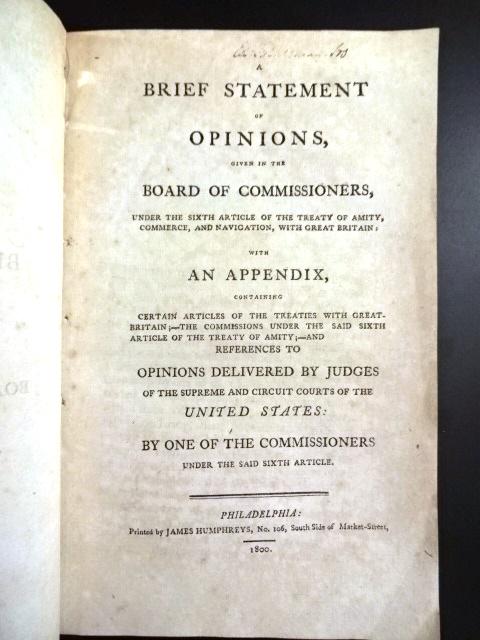 A
BRIEF STATEMENT
OF
OPINIONS,
GIVEN IN THE
BOARD OF COMMISSIONERS,
UNDER THE SIXTH ARTICLE OF THE TREATY OF AMITY,
COMMERCE, AND NAVIGATION, WITH GREAT BRITAIN:
WITH
AN APPENDIX,
CONTAINING
CERTAIN ARTICLES OF THE TREATIES WITH GREAT-
BRITAIN;—THE COMMISSIONS UNDER THE SAID SIXTH
ARTICLE OF THE TREATY OF AMITY;—AND
REFERENCES TO
OPINIONS DELIVERED BY JUDGES
OF THE SUPREME AND CIRCUIT COURTS OF THE
UNITED STATES:
BY ONE OF THE COMMISSIONERS
UNDER THE SAID SIXTH ARTICLE.
PHILADELPHIA:
Printed by JAMES HUMPHREYS, No. 106, South Side of Market-Street,
1800.